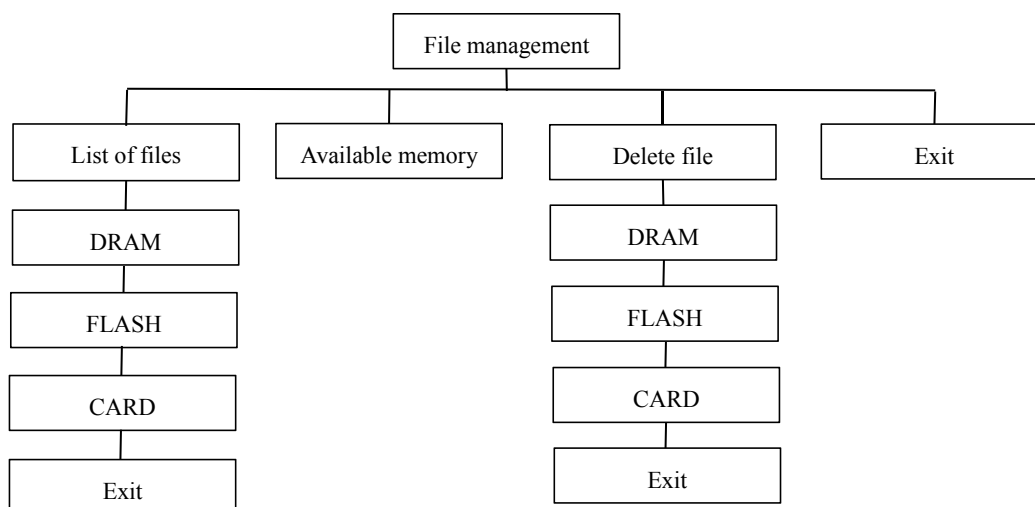 File management
List of files
Available memory
Delete file
Exit
DRAM
DRAM
FLASH
FLASH
CARD
CARD
Exit
Exit